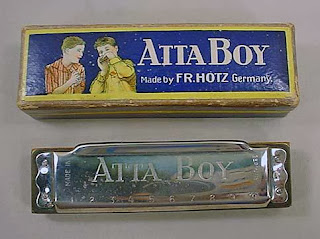 ATTA BOY
Made by FR. HOTZ Germany.
ATTA BOY
MADE
1 2 3 4 5 6 7 8 9 10